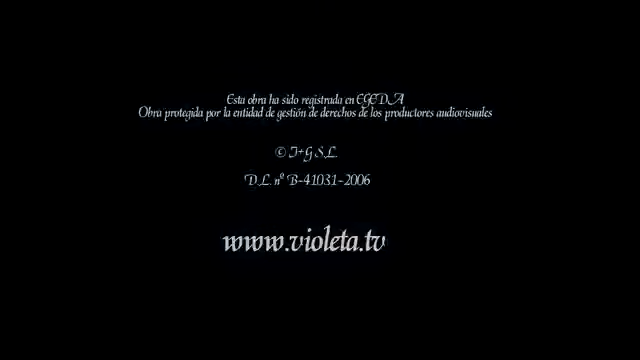 Esta obra ha sido registrada en EGEDA
Obra protegida por la entidad de gestión de derechos de los productores audiovisuales
© I+G S.L.
D.L. nº B-41031-2006
www.violeta.tv